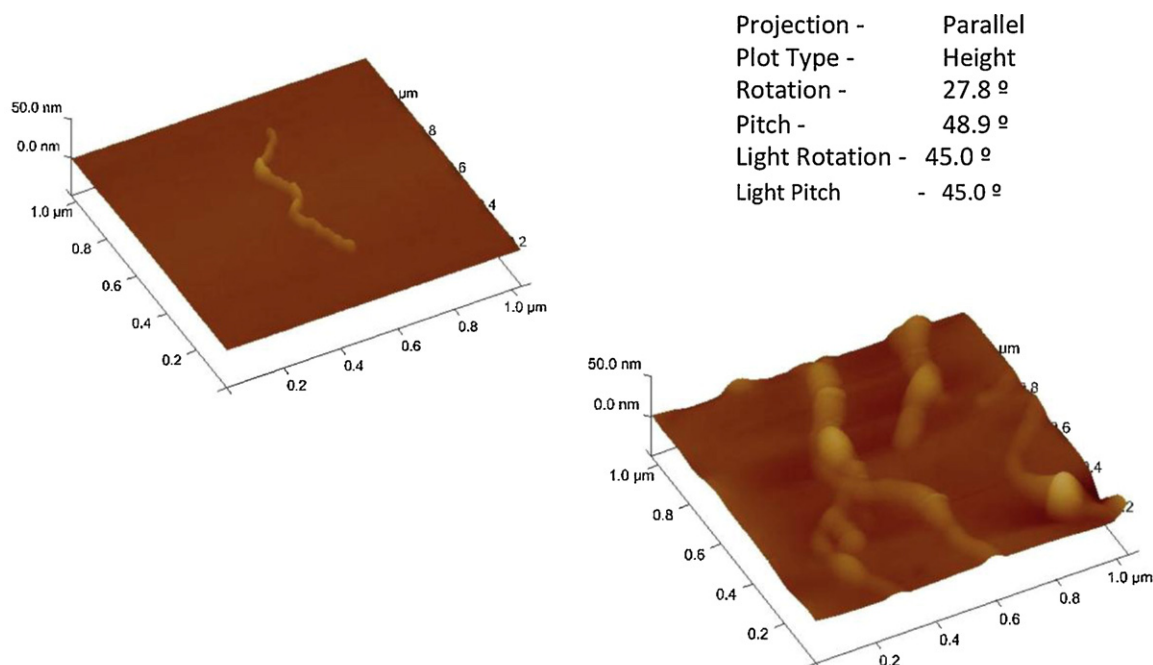 Projection - Parallel
Plot Type - Height
Rotation - 27.8 º
Pitch - 48.9 º
Light Rotation - 45.0 º
Light Pitch - 45.0 º
50.0 nm
0.0 nm
1.0 µm
0.8
0.6
0.4
0.2
0.2
0.4
0.6
0.8
1.0 µm
µm
8
6
4
2
50.0 nm
0.0 nm
1.0 µm
0.8
0.6
0.4
0.2
0.2
0.4
0.6
0.8
1.0 µm
µm
.8
.6
.4
.2